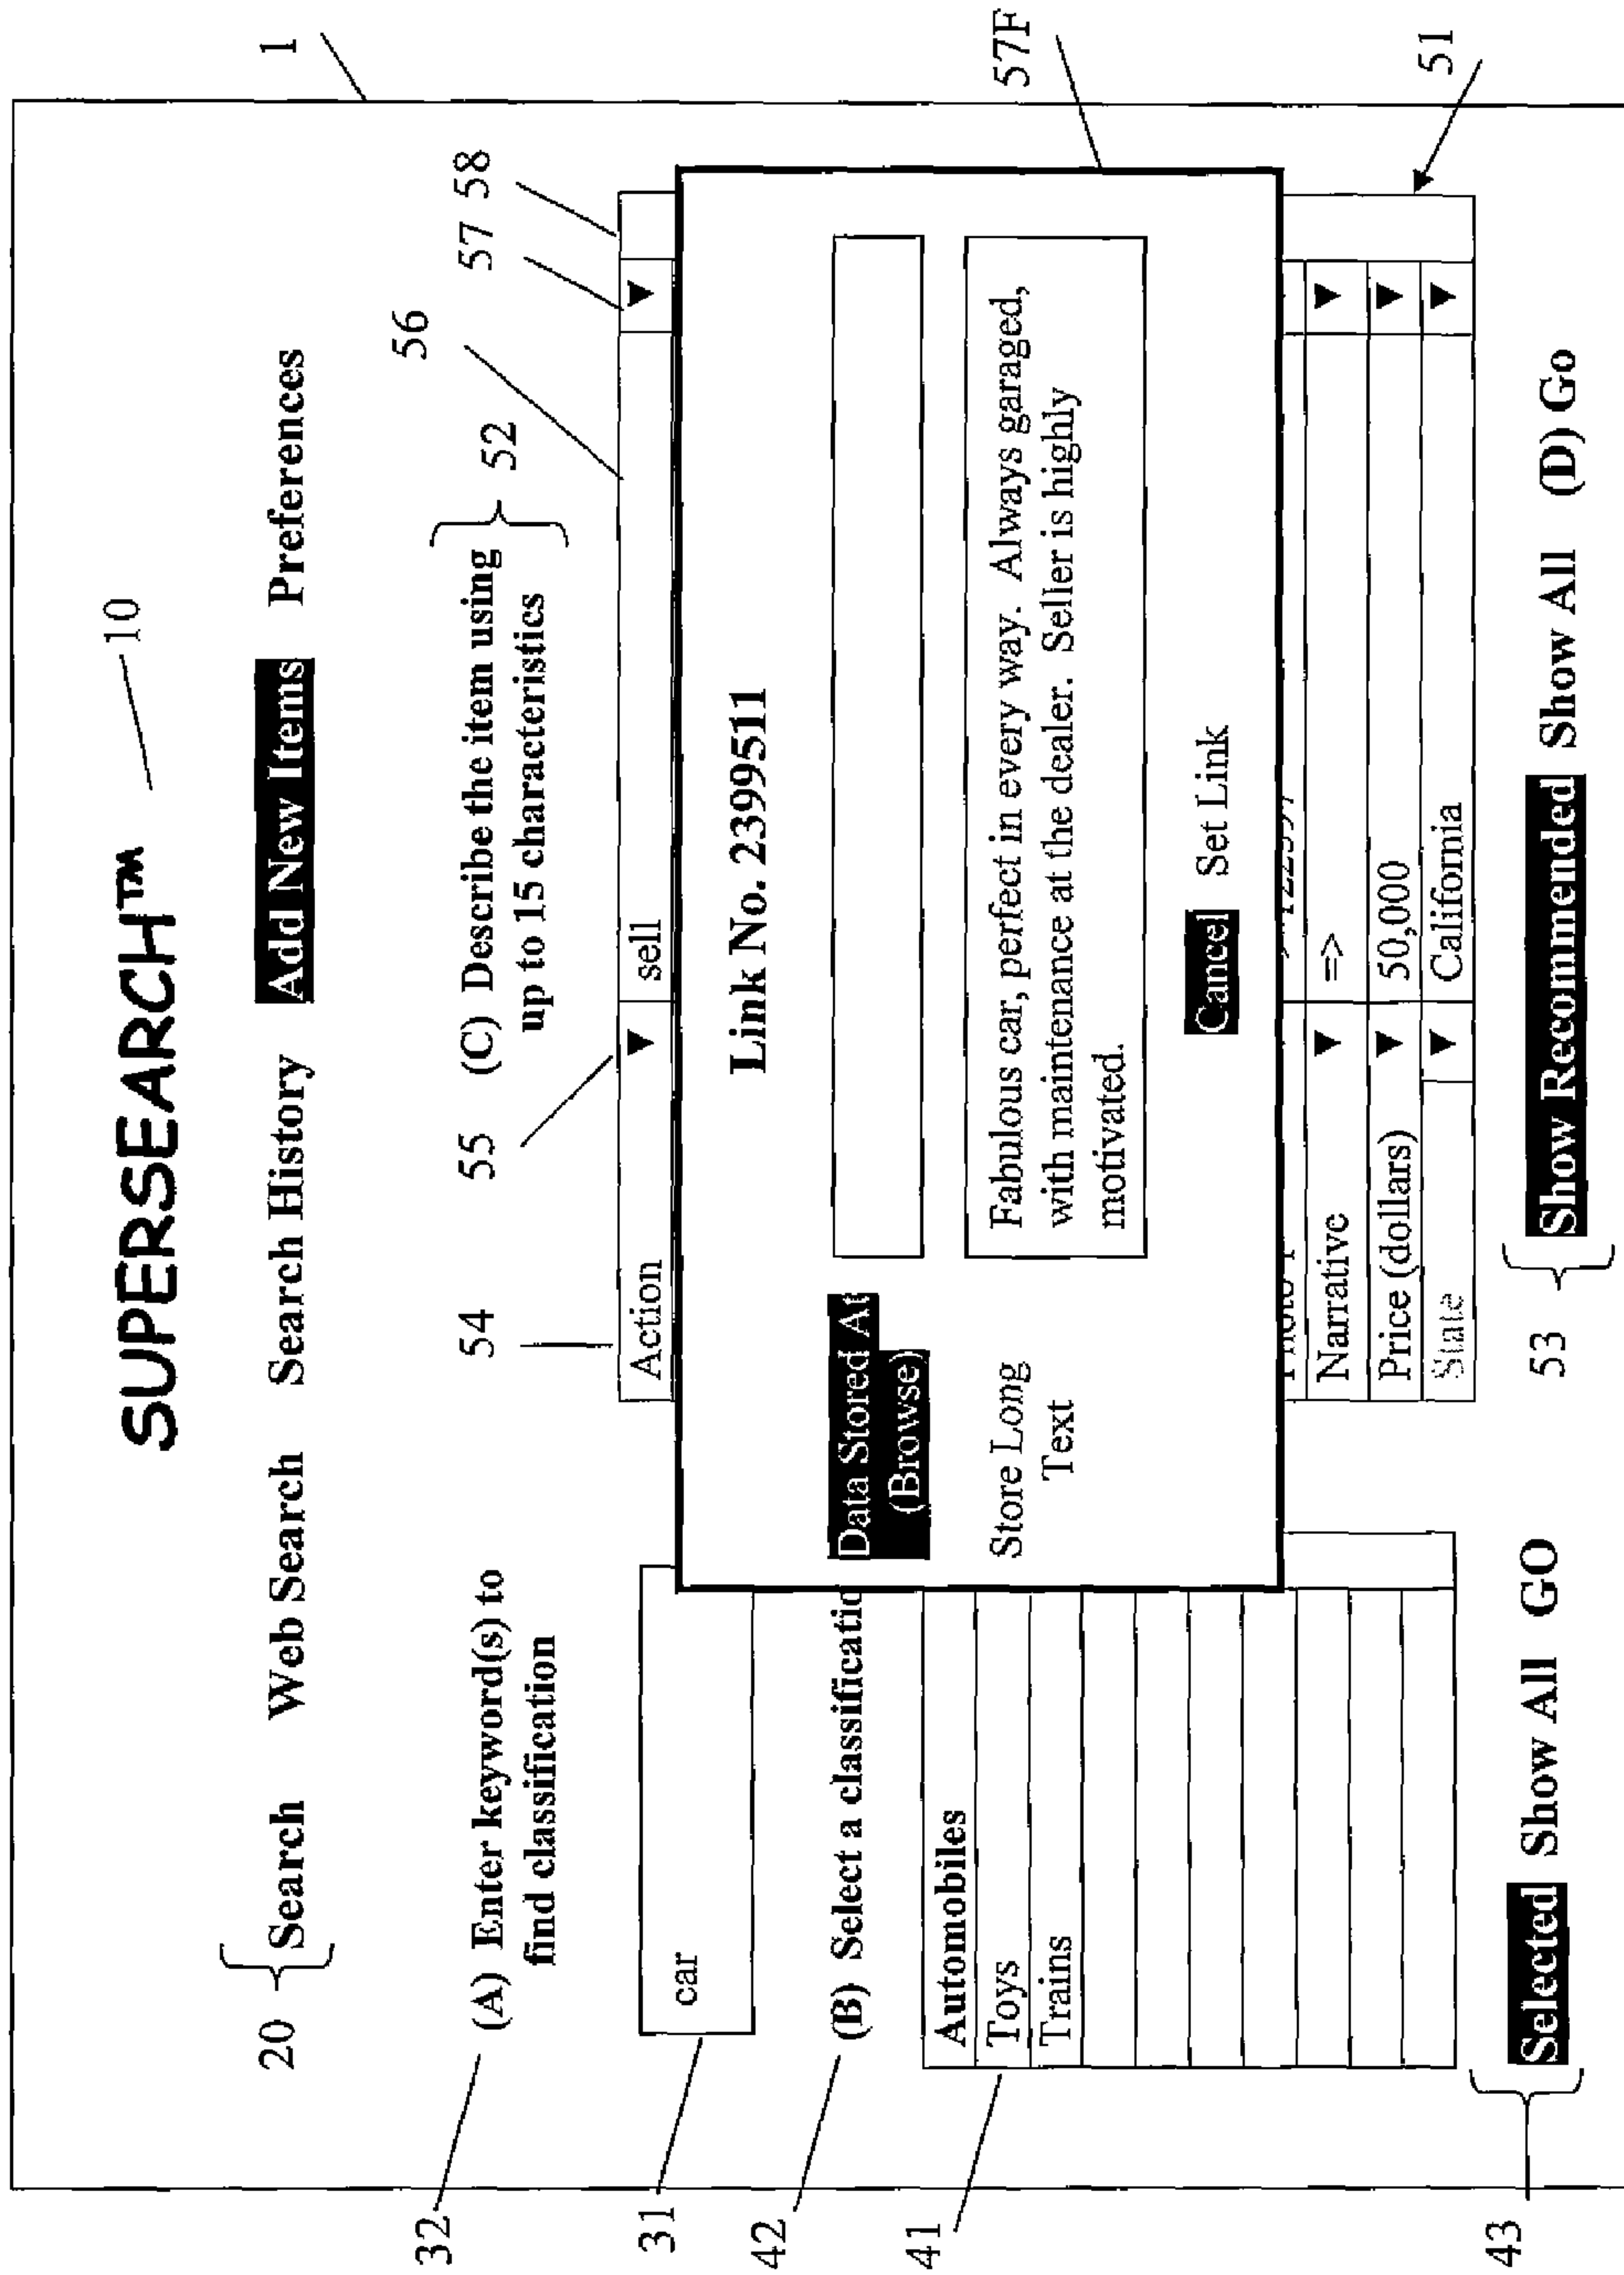 1
SUPERSEARCH™
10
20
Search Web Search Search History Add New Items Preferences
32
(A) Enter keyword(s) to
find classification
54
55
(C) Describe the item using
up to 15 characteristics
52
56
57
58
31
car
Action ▼ sell ▼
57F
Link No. 2399511
Data Stored At
(Browse)
Store Long
Text
Fabulous car, perfect in every way. Always garaged,
with maintenance at the dealer. Seller is highly
motivated.
Cancel Set Link
42
(B) Select a
41
Automobiles
Toys
Trains
Narrative ▼ => ▼
Price (dollars) ▼ 50,000 ▼
State ▼ California ▼
51
43
Selected Show All GO
53
Show Recommended Show All (D) Go